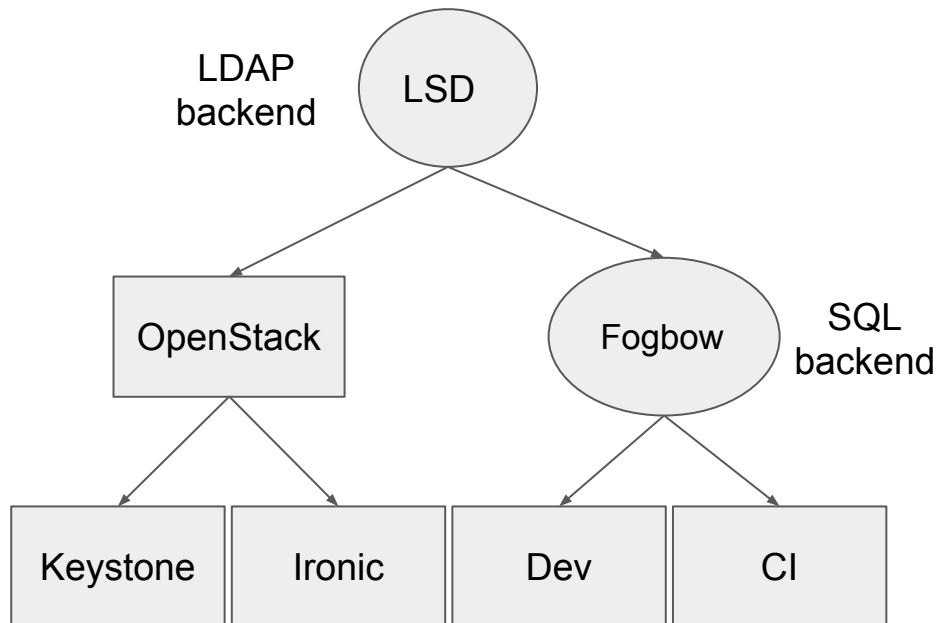 LDAP
backend
LSD
OpenStack
Fogbow
SQL
backend
Keystone
Ironic
Dev
CI